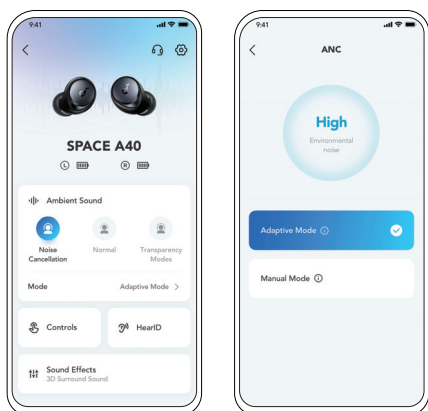 9:41
SPACE A40
L
R
Ambient Sound
Noise
Cancellation
Normal
Transparency
Modes
Mode
Adaptive Mode
Controls
HearID
Sound Effects
3D Surround Sound
9:41
ANC
High
Environmental
noise
Adaptive Mode
Manual Mode